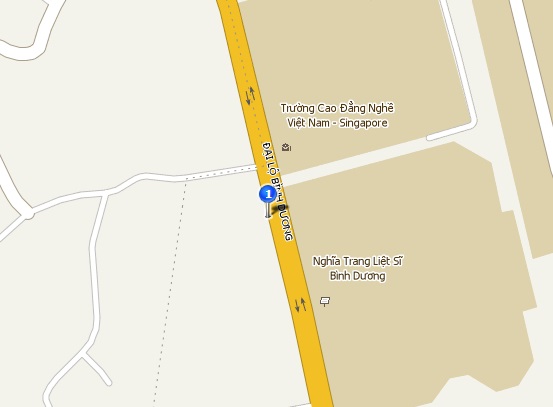 Trường Cao Đẳng Nghề
Việt Nam - Singapore
ĐẠI LỘ BÌNH DƯƠNG
1
Nghĩa Trang Liệt Sĩ
Bình Dương